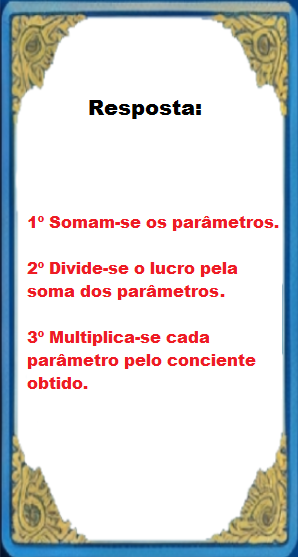 Resposta:
1º Somam-se os parâmetros.
2º Divide-se o lucro pela
soma dos parâmetros.
3º Multiplica-se cada
parâmetro pelo conciente
obtido.